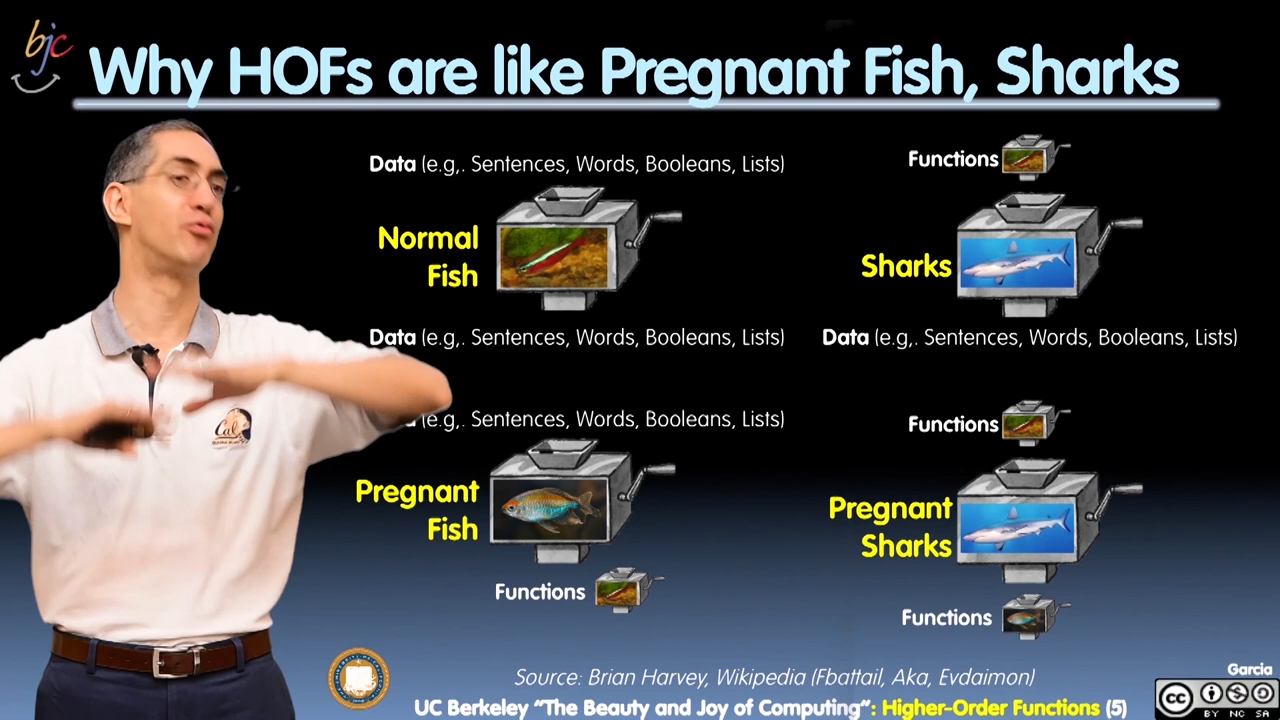 bjc
Why HOFs are like Pregnant Fish, Sharks
Data (e.g,. Sentences, Words, Booleans, Lists)
Normal
Fish
Data (e.g,. Sentences, Words, Booleans, Lists)
Functions
Sharks
Data (e.g,. Sentences, Words, Booleans, Lists)
(e.g,. Sentences, Words, Booleans, Lists)
Pregnant
Fish
Functions
Functions
Pregnant
Sharks
Functions
Cal
Source: Brian Harvey, Wikipedia (Fbattail, Aka, Evdaimon)
UC Berkeley “The Beauty and Joy of Computing”: Higher-Order Functions (5)
Garcia
cc
BY NC SA